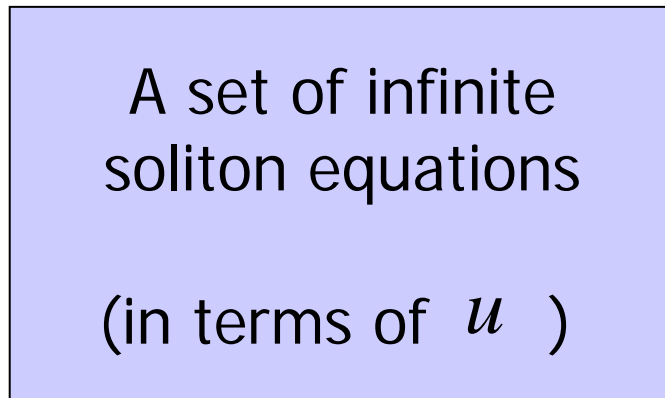 A set of infinite
soliton equations
(in terms of u )